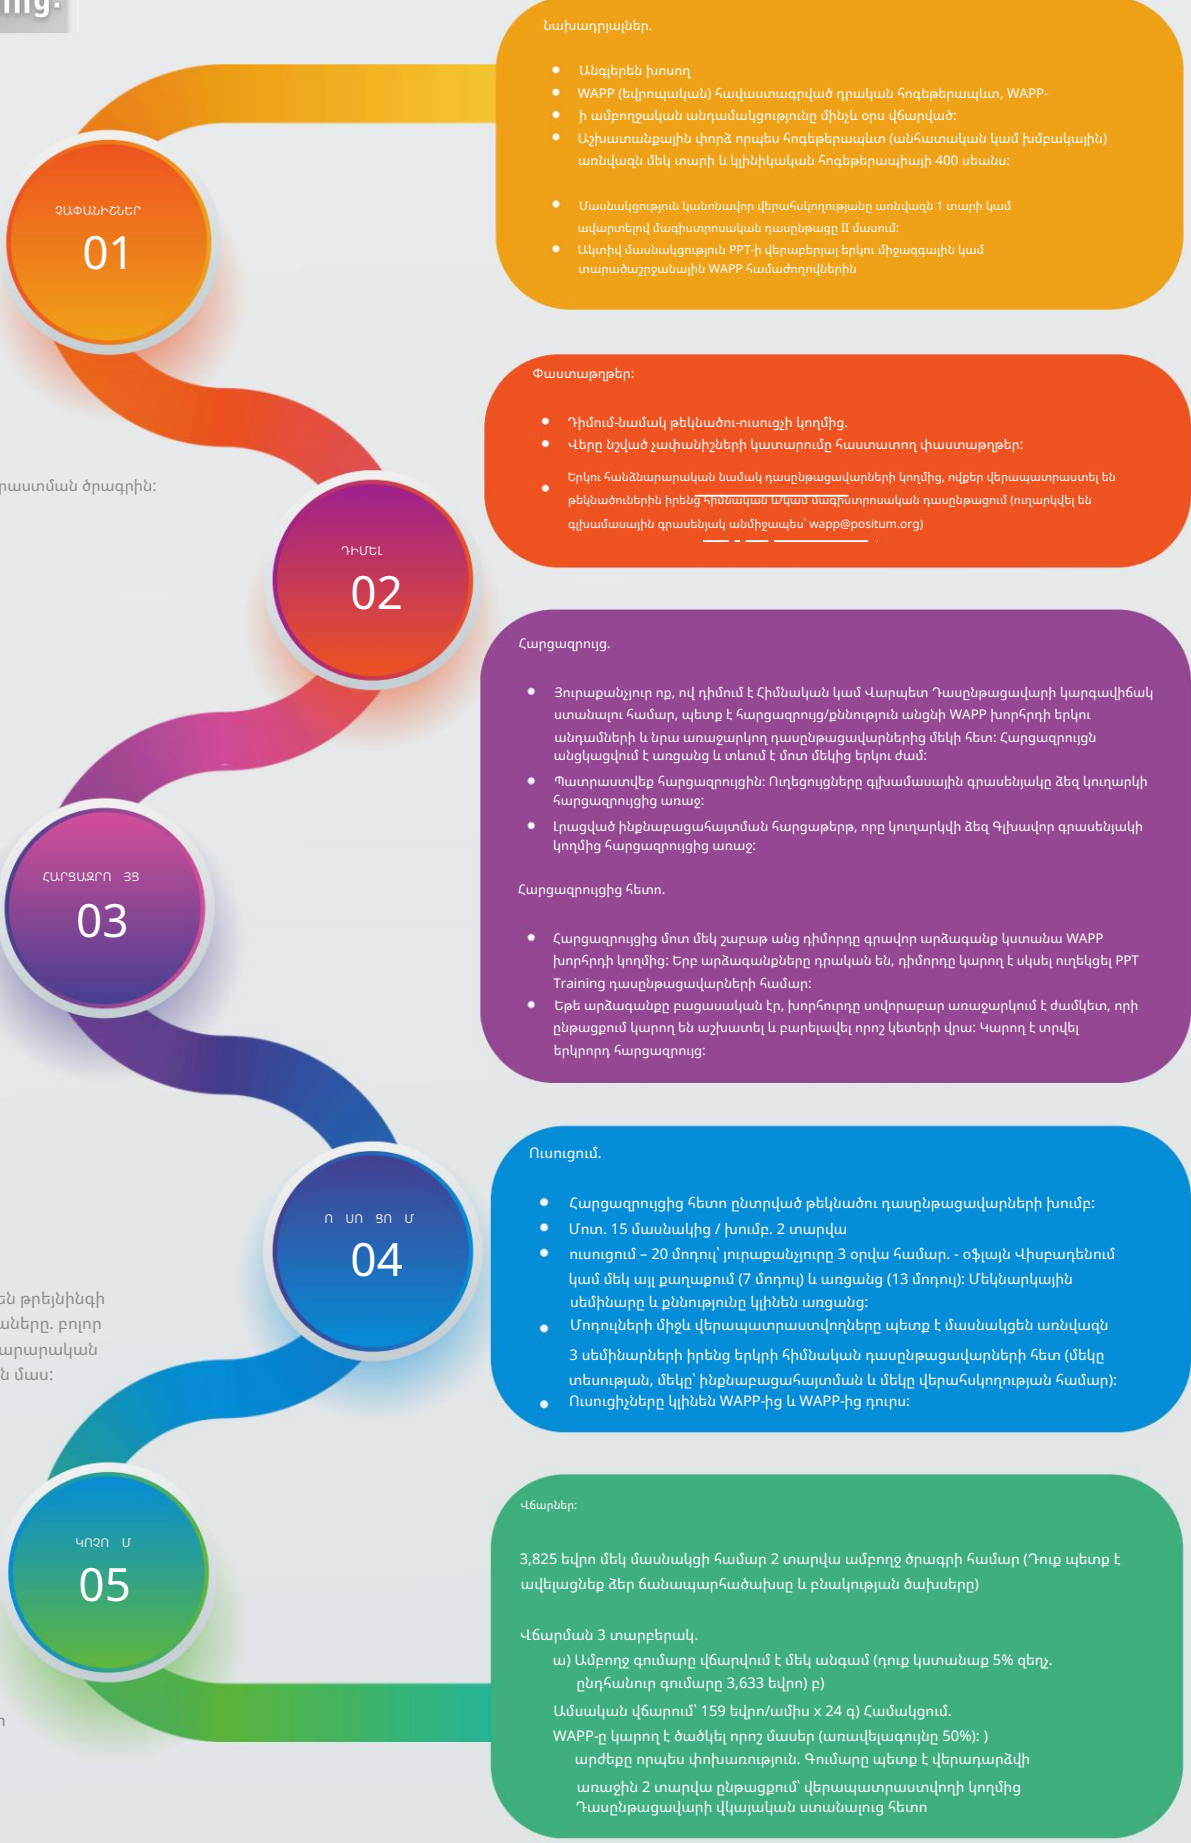 ing:
Նախադրյալներ.
Անգլերեն խոսող
WAPP (եվրոպական) հավաստագրված դրական հոգեթերապևտ, WAPP-
ի ամբողջական անդամակցությունը մինչև օրս վճարված:
Աշխատանքային փորձ որպես հոգեթերապևտ (անհատական կամ խմբակային)
առնվազն մեկ տարի և կլինիկական հոգեթերապիայի 400 սեանս:
Մասնակցություն կանոնավոր վերահսկողությանը առնվազն 1 տարի կամ
ավարտելով մագիստրոսական դասընթացը II մասում:
Ակտիվ մասնակցություն PPT-ի վերաբերյալ երկու միջազգային կամ
տարածաշրջանային WAPP համաժողովներին
ՉԱՓԱՆԻՇՆԵՐ
01
Փաստաթղթեր:
Դիմում-նամակ թեկնածու-ուսուցչի կողմից.
Վերը նշված չափանիշների կատարումը հաստատող փաստաթղթեր:
Երկու հանձնարարական նամակ դասընթացավարների կողմից, ովքեր վերապատրաստել են
թեկնածուներին իրենց հիմնական և/կամ մագիստրոսական դասընթացում (ուղարկվել են
գլխամասային գրասենյակ անմիջապես՝ wapp@positum.org)
րաստման ծրագրին:
ԴԻՄԵԼ
02
Հարցազրույց.
Յուրաքանչյուր ոք, ով դիմում է Հիմնական կամ Վարպետ Դասընթացավարի կարգավիճակ
ստանալու համար, պետք է հարցազրույց/քննություն անցնի WAPP խորհրդի երկու
անդամների և նրա առաջարկող դասընթացավարներից մեկի հետ: Հարցազրույցն
անցկացվում է առցանց և տևում է մոտ մեկից երկու ժամ:
Պատրաստվեք հարցազրույցին: Ուղեցույցները գլխամասային գրասենյակը ձեզ կուղարկի
հարցազրույցից առաջ:
Լրացված ինքնաբացահայտման հարցաթերթ, որը կուղարկվի ձեզ Գլխավոր գրասենյակի
կողմից հարցազրույցից առաջ:
Հարցազրույցից հետո.
Հարցազրույցից մոտ մեկ շաբաթ անց դիմորդը գրավոր արձագանք կստանա WAPP
խորհրդի կողմից: Երբ արձագանքները դրական են, դիմորդը կարող է սկսել ուղեկցել PPT
Training դասընթացավարների համար:
Եթե արձագանքը բացասական էր, խորհուրդը սովորաբար առաջարկում է ժամկետ, որի
ընթացքում կարող են աշխատել և բարելավել որոշ կետերի վրա: Կարող է տրվել
երկրորդ հարցազրույց:
ՀԱՐՑԱԶՐՈ ՅՑ
03
Ուսուցում.
Հարցազրույցից հետո ընտրված թեկնածու դասընթացավարների խումբ:
Մոտ. 15 մասնակից / խումբ. 2 տարվա
ուսուցում – 20 մոդուլ՝ յուրաքանչյուրը 3 օրվա համար. - օֆլայն Վիսբադենում
կամ մեկ այլ քաղաքում (7 մոդուլ) և առցանց (13 մոդուլ): Մեկնարկային
սեմինարը և քննությունը կլինեն առցանց:
Մոդուլների միջև վերապատրաստվողները պետք է մասնակցեն առնվազն
3 սեմինարների իրենց երկրի հիմնական դասընթացավարների հետ (մեկը
տեսության, մեկը՝ ինքնաբացահայտման և մեկը վերահսկողության համար):
Ուսուցիչները կլինեն WAPP-ից և WAPP-ից դուրս:
Ո ՍՈ ՑՈ Մ
04
են թրեյնինգի
աները. բոլոր
արարական
ն մաս:
Վճարներ:
3,825 եվրո մեկ մասնակցի համար 2 տարվա ամբողջ ծրագրի համար (Դուք պետք է
ավելացնեք ձեր ճանապարհածախսը և բնակության ծախսերը)
Վճարման 3 տարբերակ.
ա) Ամբողջ գումարը վճարվում է մեկ անգամ (դուք կստանաք 5% զեղչ.
ընդհանուր գումարը 3,633 եվրո) բ)
Ամսական վճարում՝ 159 եվրո/ամիս x 24 գ) Համակցում.
WAPP-ը կարող է ծածկել որոշ մասեր (առավելագույնը 50%): )
արժեքը որպես փոխառություն. Գումարը պետք է վերադարձվի
առաջին 2 տարվա ընթացքում՝ վերապատրաստվողի կողմից
Դասընթացավարի վկայական ստանալուց հետո
ԿՈՉՈ Մ
05